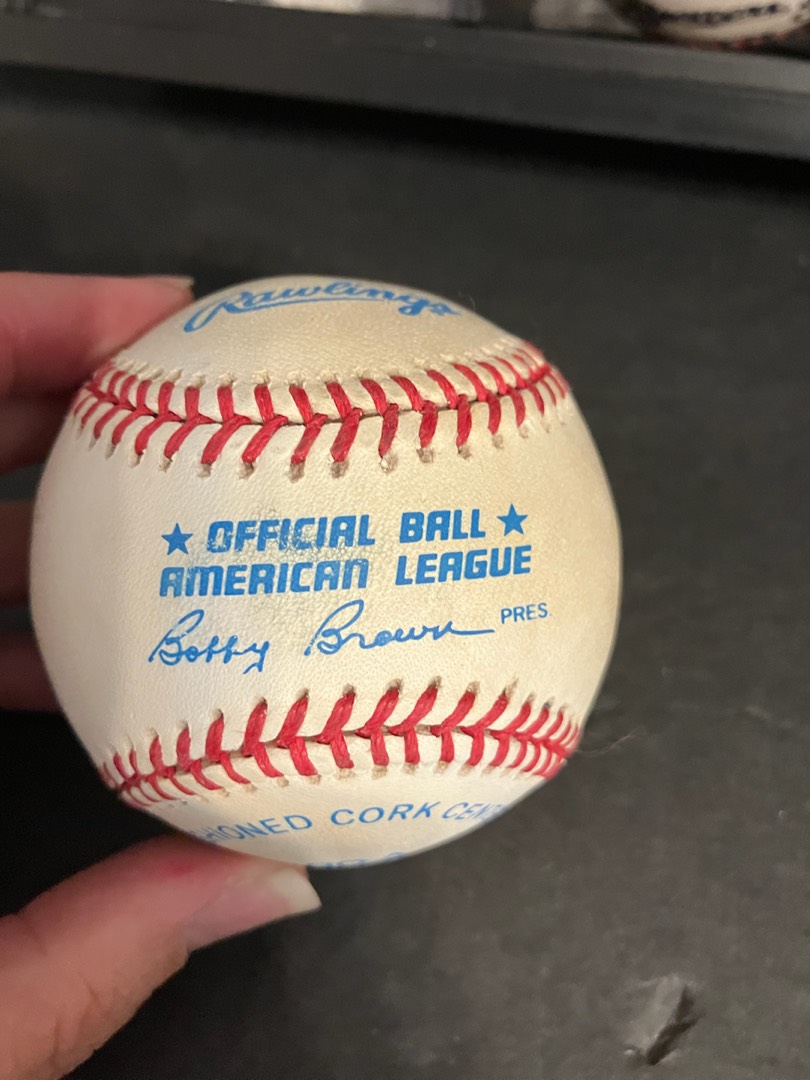 Rawlings
★ OFFICIAL BALL ★
AMERICAN LEAGUE
Bobby Brown PRES.
CORK